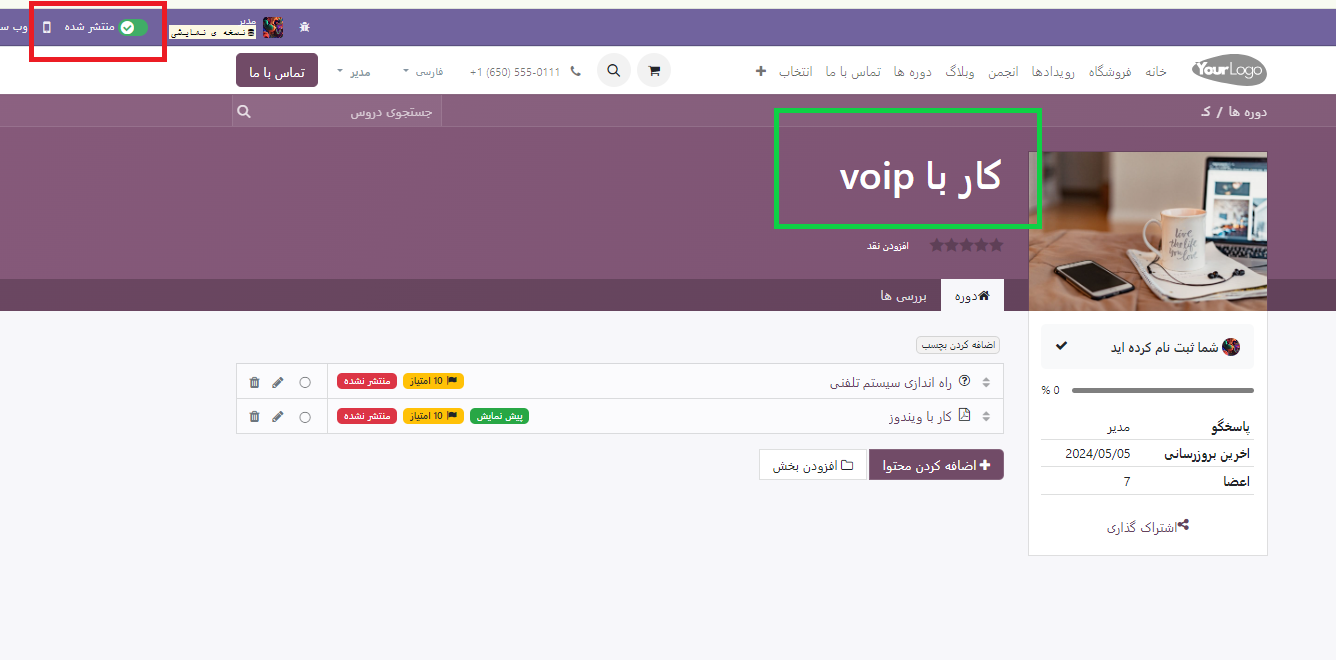 منتشر شده
وب سـ
مدیر
نسخه ی نمایشی
YourLogo
خانه
فروشگاه
رویدادها
انجمن
وبلاگ
دوره ها
تماس با ما
انتخاب
+1 (650) 555-0111
فارسی
مدیر
تماس با ما
دوره ها / کـ
جستجوی دروس
کار با voip
افزودن نقد
دوره
بررسی ها
شما ثبت نام کرده اید
0 %
پاسخگو مدیر
اخرین بروزرسانی 2024/05/05
اعضا 7
اشتراک گذاری
اضافه کردن بچسب
راه اندازی سیستم تلفنی
10 امتیاز
منتشر نشده
کار با ویندوز
پیش نمایش
10 امتیاز
منتشر نشده
اضافه کردن محتوا
افزودن بخش